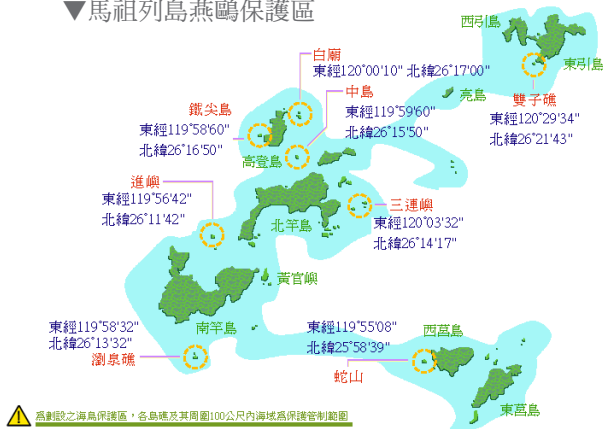 ▼馬祖列島燕鷗保護區
西引島
東引島
白廟
東經120°00'10" 北緯26°17'00"
中島
東經119°59'60"
北緯26°15'50"
亮島
雙子礁
東經120°29'34"
北緯26°21'43"
鐵尖島
東經119°58'60"
北緯26°16'50"
高登島
進嶼
東經119°56'42"
北緯26°11'42"
三連嶼
東經120°03'32"
北緯26°14'17"
北竿島
黃官嶼
南竿島
東經119°58'32"
北緯26°13'32"
瀏泉礁
東經119°55'08"
北緯25°58'39"
蛇山
西莒島
東莒島
為劃設之海鳥保護區，各島礁及其周圍100公尺內海域為保護管制範圍